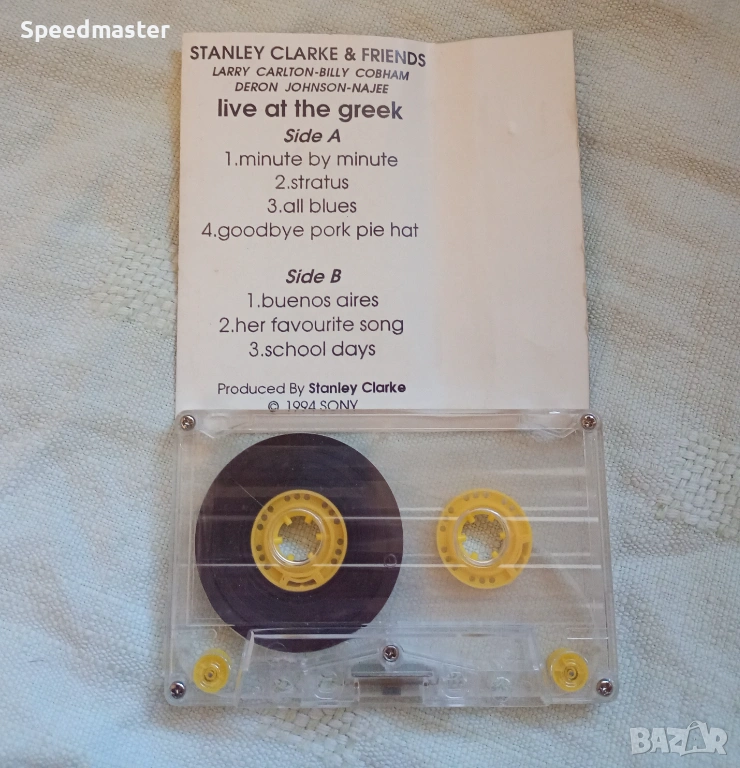 Speedmaster
STANLEY CLARKE & FRIENDS
LARRY CARLTON-BILLY COBHAM
DERON JOHNSON-NAJEE
live at the greek
Side A
1.minute by minute
2.stratus
3.all blues
4.goodbye pork pie hat
Side B
1.buenos aires
2.her favourite song
3.school days
Produced By Stanley Clarke
© 1994 SONY
BAZAR